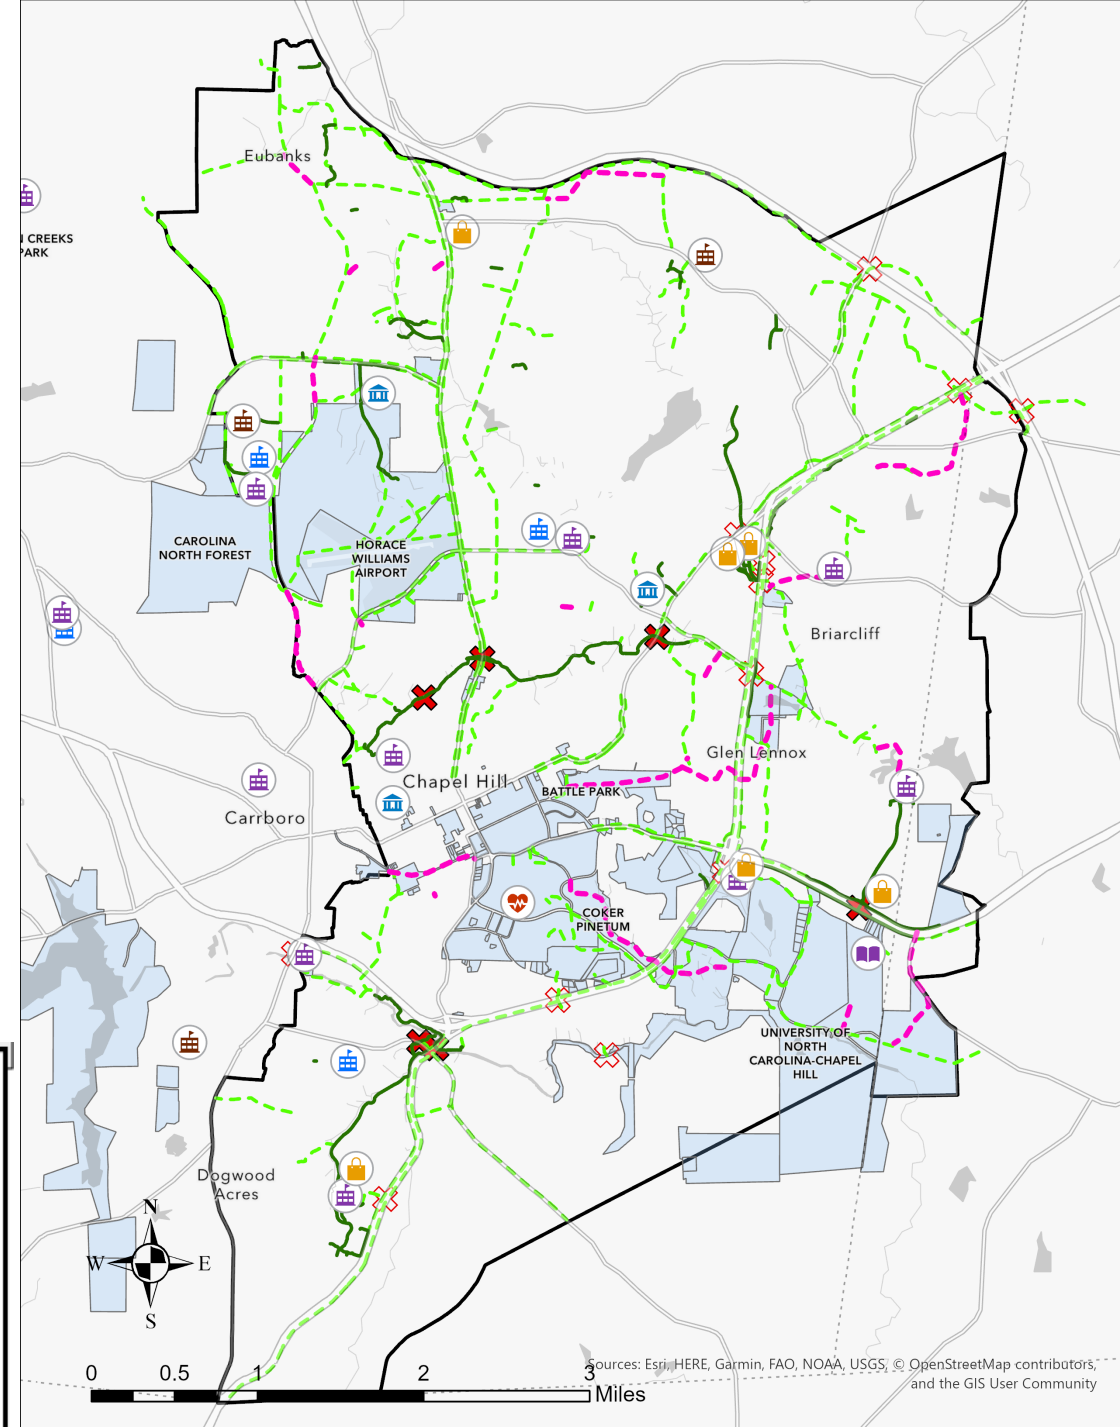 Eubanks
N CREEKS
PARK
CAROLINA
NORTH FOREST
HORACE
WILLIAMS
AIRPORT
Briarcliff
Glen Lennox
Chapel Hill
BATTLE PARK
Carrboro
COKER
PINETUM
UNIVERSITY OF
NORTH
CAROLINA-CHAPEL
HILL
Dogwood
Acres
N
W
E
S
0
0.5
1
2
3
Miles
Sources: Esri, HERE, Garmin, FAO, NOAA, USGS, © OpenStreetMap contributors,
and the GIS User Community